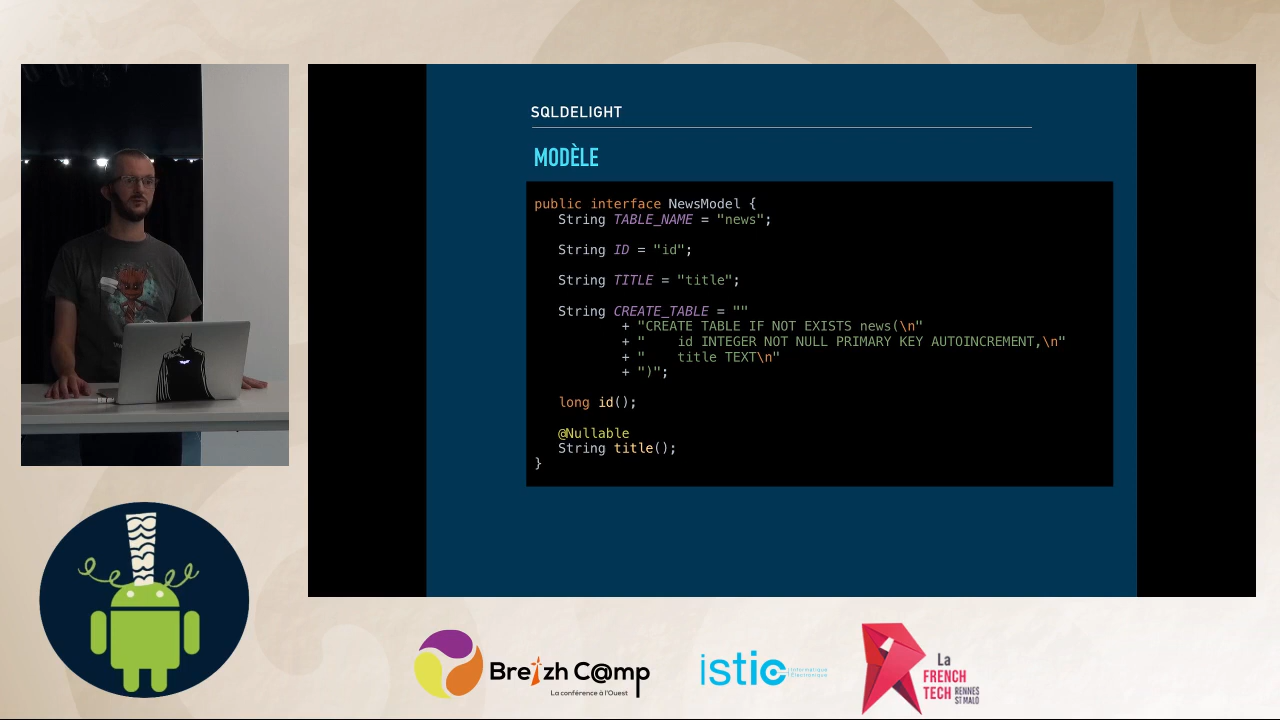 SQLDELIGHT
MODÈLE
public interface NewsModel {
String TABLE_NAME = "news";
String ID = "id";
String TITLE = "title";
String CREATE_TABLE = ""
+ "CREATE TABLE IF NOT EXISTS news(\n"
+ "    id INTEGER NOT NULL PRIMARY KEY AUTOINCREMENT,\n"
+ "    title TEXT\n"
+ ")";
long id();
@Nullable
String title();
}
Breizh C@mp
La conférence à l'Ouest
istic
Informatique
Électronique
La
FRENCH
TECH
RENNES
ST MALO